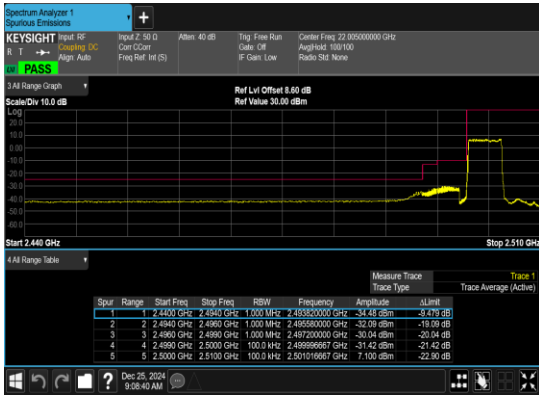 Spectrum Analyzer 1
Spurious Emissions
+
KEYSIGHT Input: RF Input Z: 50 Ω Atten: 40 dB Trig: Free Run Center Freq: 22.005000000 GHz
R T Coupling: DC Corr CCorr Gate: Off Avg|Hold: 100/100
Align: Auto Freq Ref: Int (S) IF Gain: Low Radio Std: None
PASS
3 All Range Graph
Ref Lvl Offset 8.60 dB
Scale/Div 10.0 dB Ref Value 30.00 dBm
Log
20.0
10.0
0.00
-10.0
-20.0
-30.0
-40.0
-50.0
-60.0
Start 2.440 GHz Stop 2.510 GHz
4 All Range Table
Measure Trace Trace 1
Trace Type Trace Average (Active)
Spur Range Start Freq Stop Freq RBW Frequency Amplitude ΔLimit
1 1 2.4400 GHz 2.4940 GHz 1.000 MHz 2.493820000 GHz -34.48 dBm -9.479 dB
2 2 2.4940 GHz 2.4960 GHz 1.000 MHz 2.495580000 GHz -32.09 dBm -19.09 dB
3 3 2.4960 GHz 2.4990 GHz 1.000 MHz 2.497200000 GHz -30.04 dBm -20.04 dB
4 4 2.4990 GHz 2.5000 GHz 100.0 kHz 2.499996667 GHz -31.42 dBm -21.42 dB
5 5 2.5000 GHz 2.5100 GHz 100.0 kHz 2.501016667 GHz 7.100 dBm -22.90 dB
?
Dec 25, 2024
9:08:40 AM